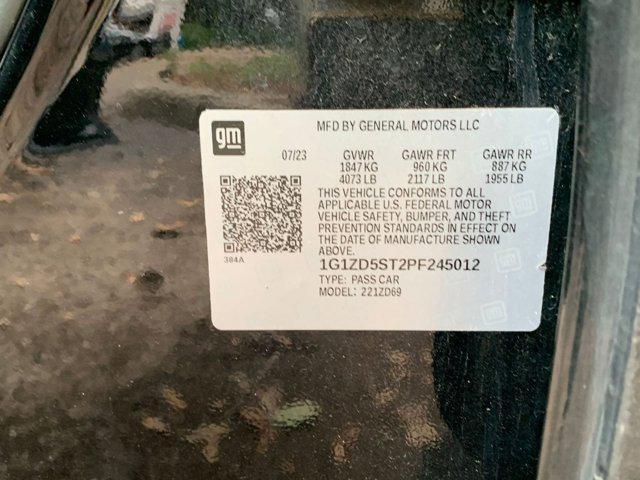 gm
MFD BY GENERAL MOTORS LLC
07/23 GVWR GAWR FRT GAWR RR
1847 KG 960 KG 887 KG
4073 LB 2117 LB 1955 LB
THIS VEHICLE CONFORMS TO ALL
APPLICABLE U.S. FEDERAL MOTOR
VEHICLE SAFETY, BUMPER, AND THEFT
PREVENTION STANDARDS IN EFFECT ON
THE DATE OF MANUFACTURE SHOWN
ABOVE.
384A
1G1ZD5ST2PF245012
TYPE: PASS CAR
MODEL: 221ZD69